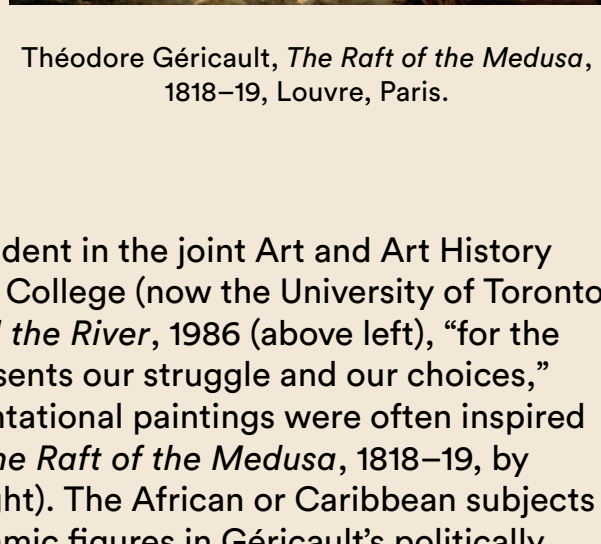 Théodore Géricault, The Raft of the Medusa,
1818–19, Louvre, Paris.
dent in the joint Art and Art History
College (now the University of Toronto
the River, 1986 (above left), “for the
sents our struggle and our choices,”
ntational paintings were often inspired
he Raft of the Medusa, 1818–19, by
ght). The African or Caribbean subjects
mic figures in Géricault’s politically